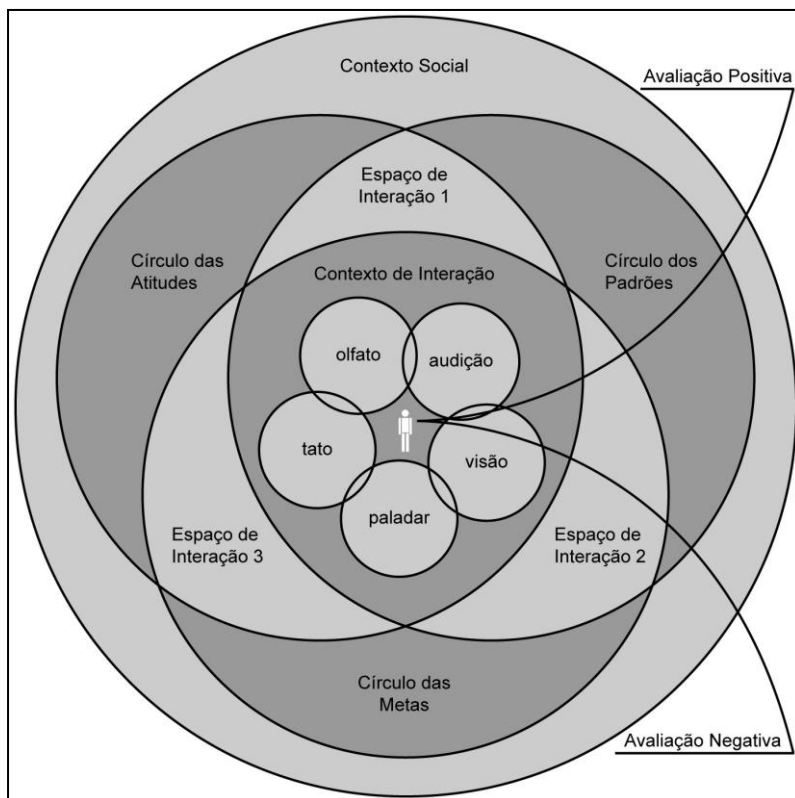 Contexto Social
Avaliação Positiva
Espaço de
Interação 1
Círculo das
Atitudes
Contexto de Interação
Círculo dos
Padrões
olfato
audição
tato
visão
paladar
Espaço de
Interação 3
Espaço de
Interação 2
Círculo das
Metas
Avaliação Negativa